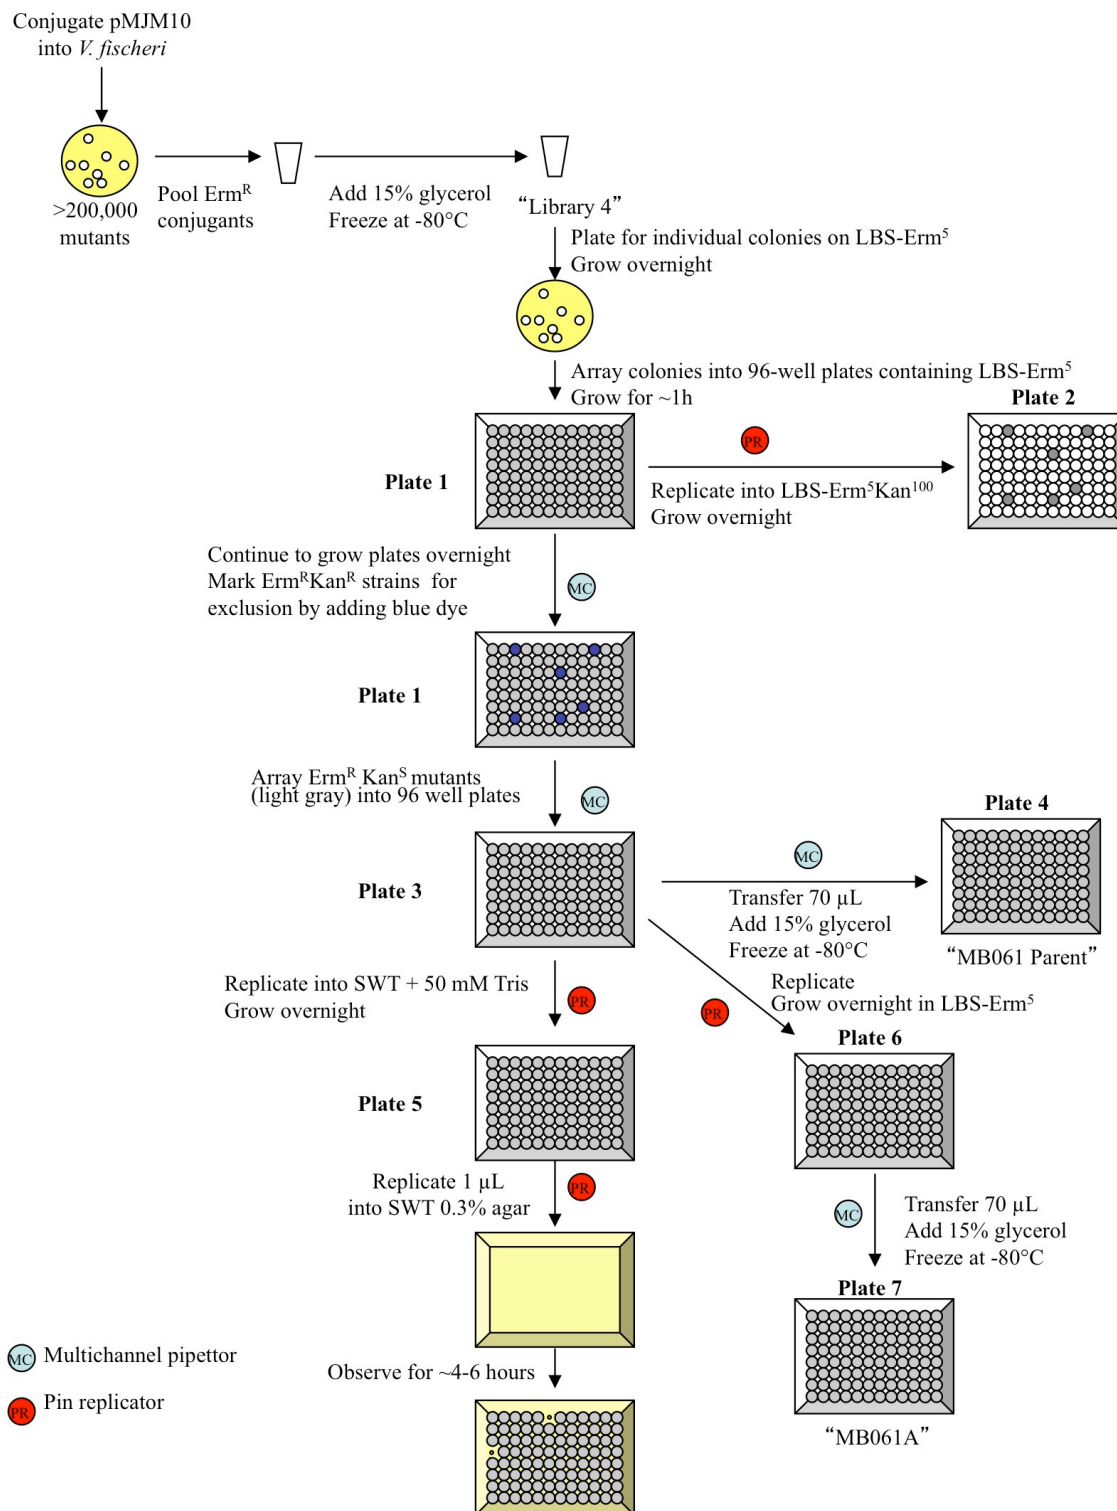 Conjugate pMJM10
into V. fischeri
>200,000
mutants
Pool Erm^R
conjugants
Add 15% glycerol
Freeze at -80°C
“Library 4”
Plate for individual colonies on LBS-Erm^5
Grow overnight
Array colonies into 96-well plates containing LBS-Erm^5
Grow for ~1h
Plate 2
PR
Plate 1
Replicate into LBS-Erm^5Kan^100
Grow overnight
Continue to grow plates overnight
Mark Erm^RKan^R strains for
exclusion by adding blue dye
MC
Plate 1
Array Erm^R Kan^S mutants
(light gray) into 96 well plates
MC
Plate 4
MC
Plate 3
Transfer 70 µL
Add 15% glycerol
Freeze at -80°C
“MB061 Parent”
Replicate into SWT + 50 mM Tris
Grow overnight
PR
Replicate
Grow overnight in LBS-Erm^5
PR
Plate 6
Plate 5
Replicate 1 µL
into SWT 0.3% agar
PR
MC
Transfer 70 µL
Add 15% glycerol
Freeze at -80°C
Plate 7
MC Multichannel pipettor
Observe for ~4-6 hours
PR Pin replicator
“MB061A”